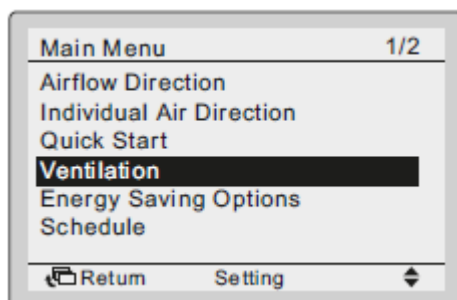 Main Menu 1/2
Airflow Direction
Individual Air Direction
Quick Start
Ventilation
Energy Saving Options
Schedule
Return Setting